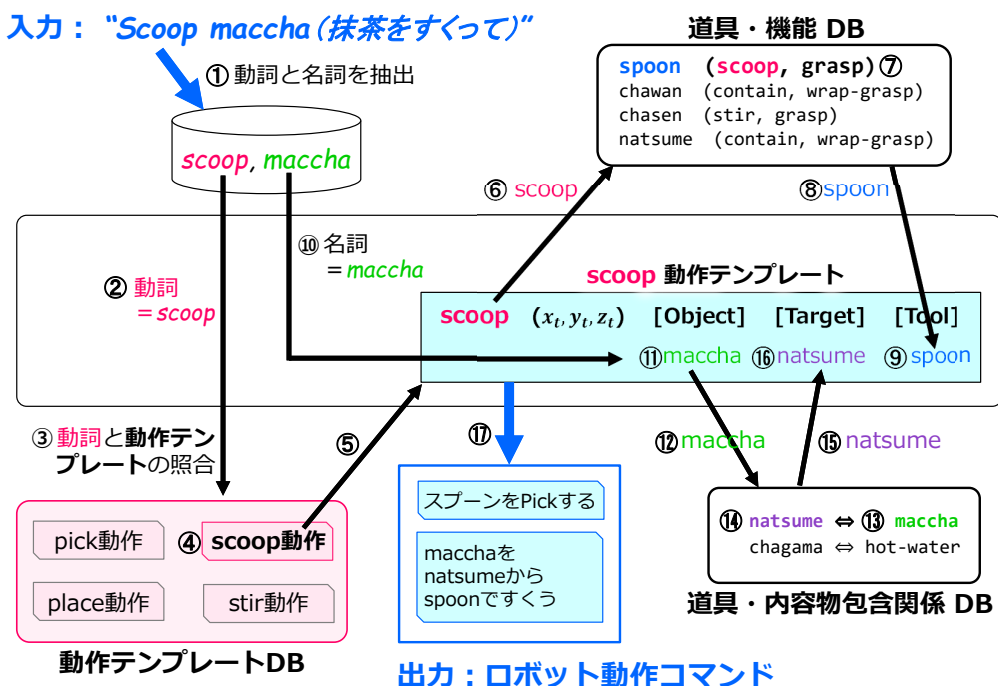 入力： “Scoop maccha（抹茶をすくって）”
① 動詞と名詞を抽出
scoop, maccha
道具・機能 DB
spoon (scoop, grasp)⑦
chawan (contain, wrap-grasp)
chasen (stir, grasp)
natsume (contain, wrap-grasp)
⑥ scoop
⑧spoon
② 動詞
＝scoop
⑩ 名詞
＝maccha
scoop 動作テンプレート
scoop (xt, yt, zt) [Object] [Target] [Tool]
⑪maccha ⑯natsume ⑨spoon
③ 動詞と動作テン
プレートの照合
⑤
⑰
⑫maccha
⑮natsume
pick動作
④ scoop動作
place動作
stir動作
動作テンプレートDB
スプーンをPickする
macchaを
natsumeから
spoonですくう
出力：ロボット動作コマンド
⑭ natsume ⇔ ⑬ maccha
chagama ⇔ hot-water
道具・内容物包含関係 DB